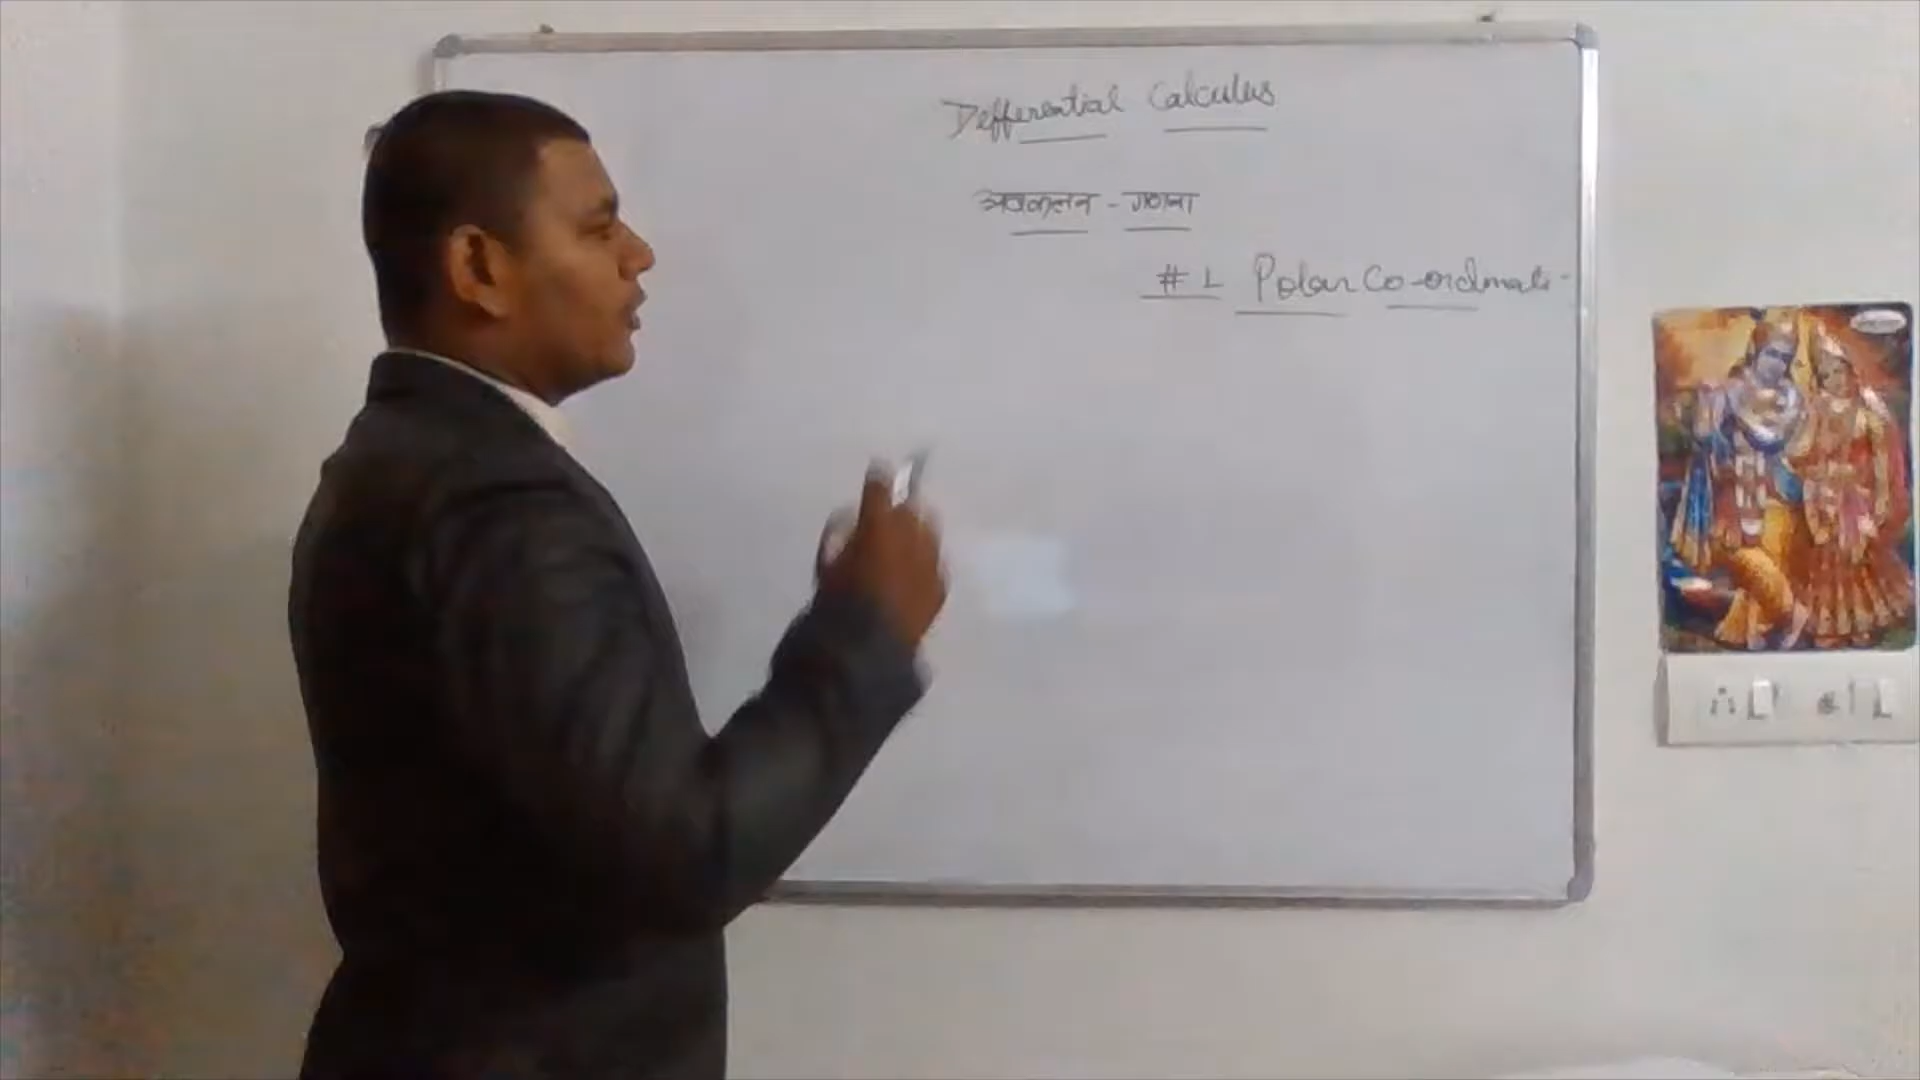 Defferential Calculus
अवकलन - गणना
# L Polar Co-ordinate -